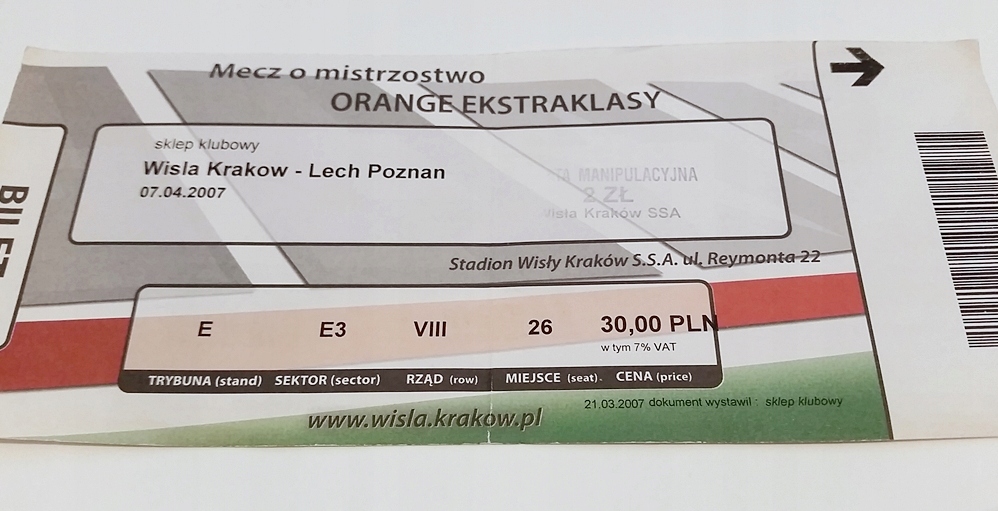 Mecz o mistrzostwo
ORANGE EKSTRAKLASY
sklep klubowy
Wisla Krakow - Lech Poznan
07.04.2007
MANIPULACYJNA
2 ZŁ
Wisla Kraków SSA
BILET
Stadion Wisły Kraków S.S.A. ul. Reymonta 22
E E3 VIII 26 30,00 PLN
w tym 7% VAT
TRYBUNA (stand) SEKTOR (sector) RZĄD (row) MIEJSCE (seat) CENA (price)
21.03.2007 dokument wystawił : sklep klubowy
www.wisla.krakow.pl